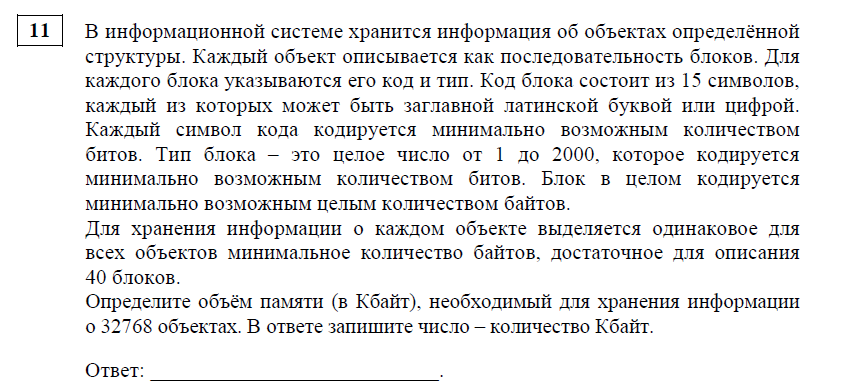 11
В информационной системе хранится информация об объектах определённой
структуры. Каждый объект описывается как последовательность блоков. Для
каждого блока указываются его код и тип. Код блока состоит из 15 символов,
каждый из которых может быть заглавной латинской буквой или цифрой.
Каждый символ кода кодируется минимально возможным количеством
битов. Тип блока – это целое число от 1 до 2000, которое кодируется
минимально возможным количеством битов. Блок в целом кодируется
минимально возможным целым количеством байтов.
Для хранения информации о каждом объекте выделяется одинаковое для
всех объектов минимальное количество байтов, достаточное для описания
40 блоков.
Определите объём памяти (в Кбайт), необходимый для хранения информации
о 32768 объектах. В ответе запишите число – количество Кбайт.
Ответ: ___________________________.